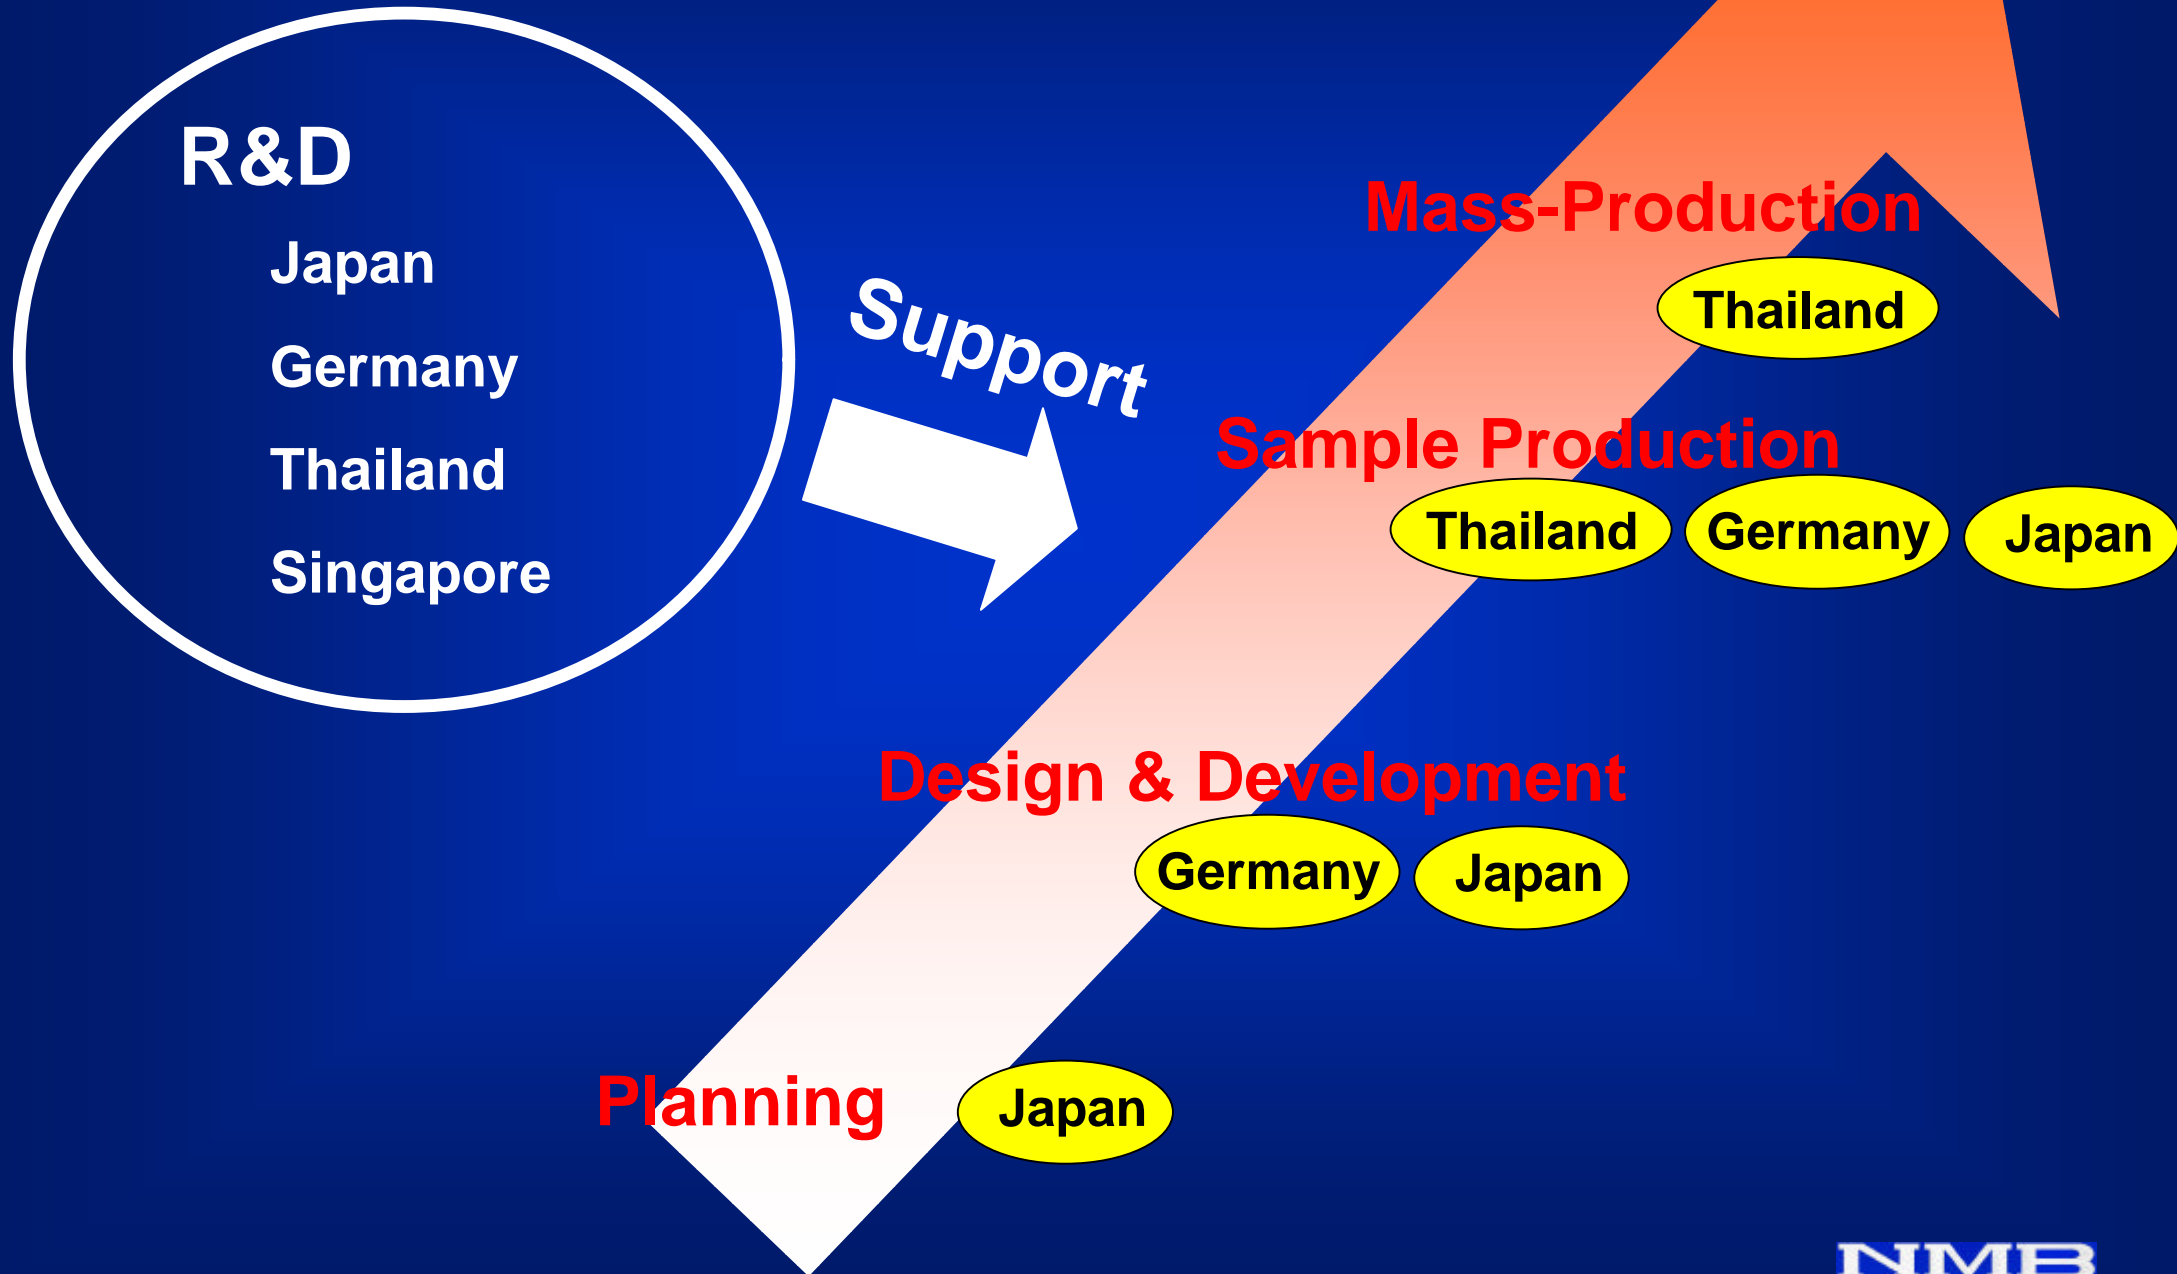 R&D
Japan
Germany
Thailand
Singapore
Support
Mass-Production
Thailand
Sample Production
Thailand Germany Japan
Design & Development
Germany Japan
Planning Japan
NMB